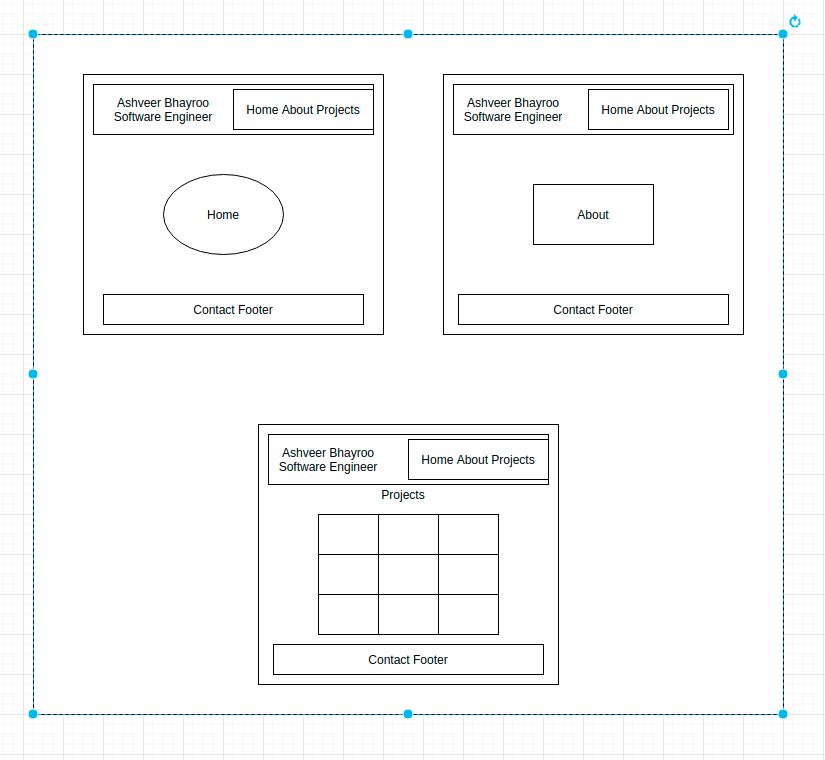 Ashveer Bhayroo
Software Engineer
Home About Projects
Home
Contact Footer
Ashveer Bhayroo
Software Engineer
Home About Projects
About
Contact Footer
Ashveer Bhayroo
Software Engineer
Home About Projects
Projects
Contact Footer